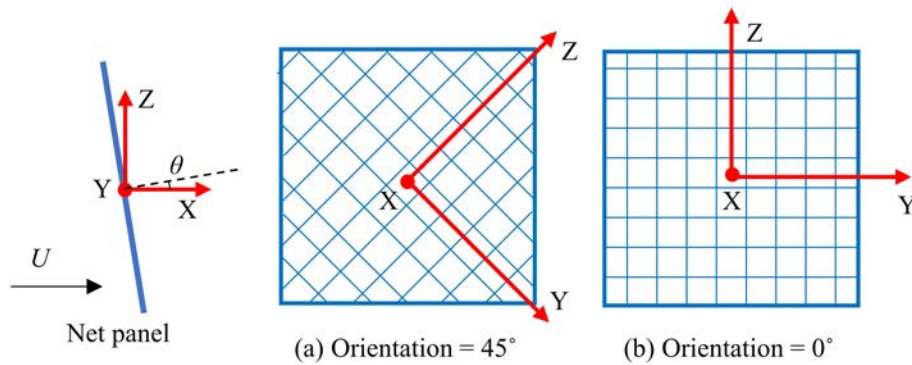 Z
Y
θ
X
U
Net panel
Z
X
Y
(a) Orientation = 45°
Z
X
Y
(b) Orientation = 0°